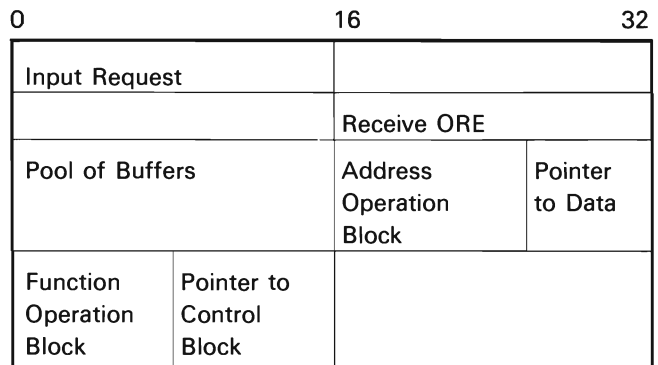 0 16 32
Input Request
Receive ORE
Pool of Buffers
Address
Operation
Block
Pointer
to Data
Function
Operation
Block
Pointer to
Control
Block